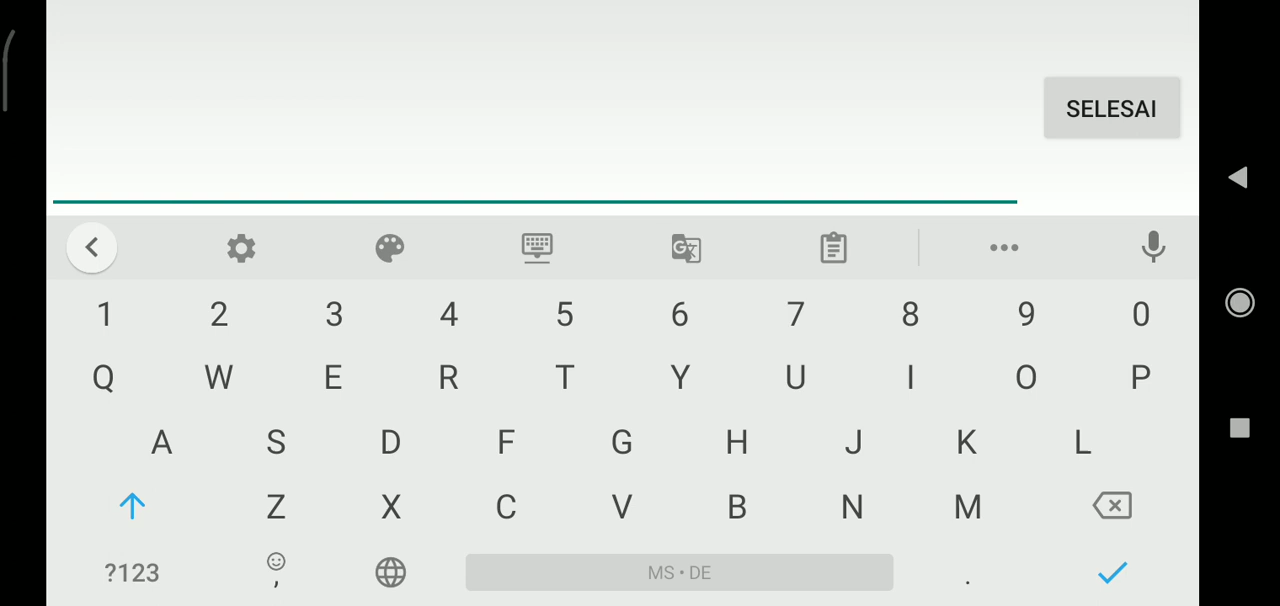 SELESAI
1 2 3 4 5 6 7 8 9 0
Q W E R T Y U I O P
A S D F G H J K L
Z X C V B N M
?123 , MS • DE .